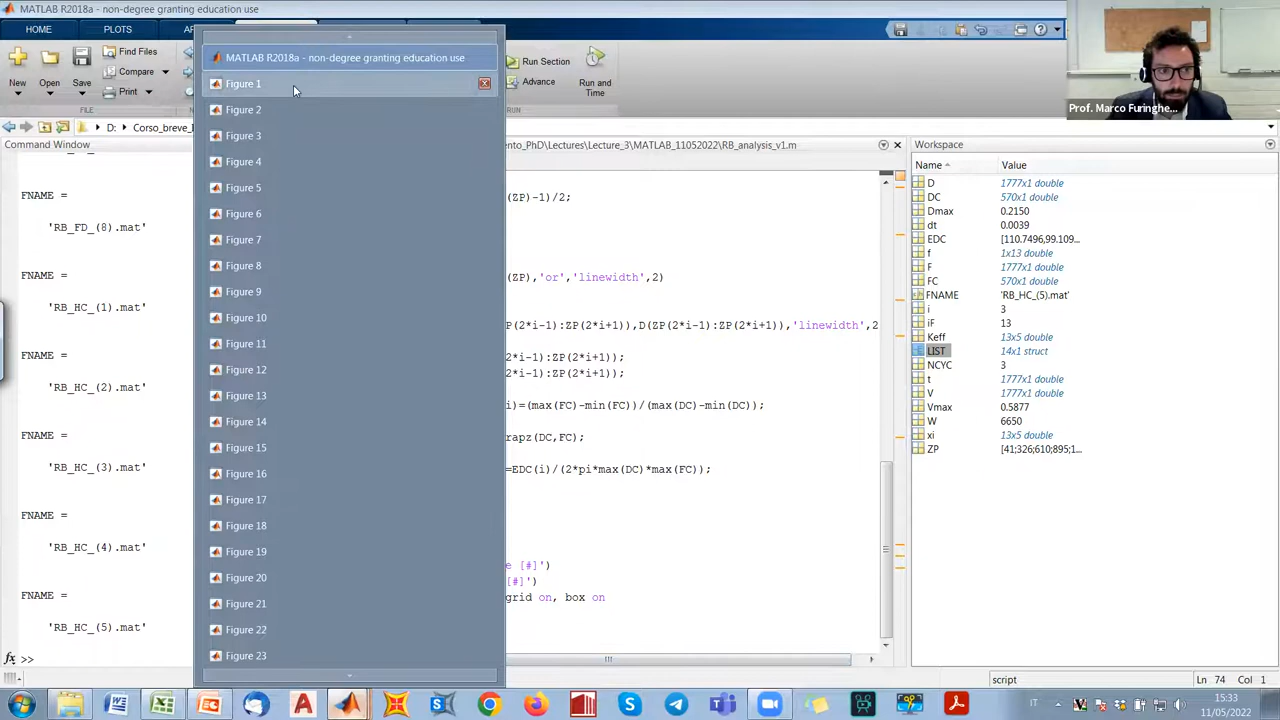 MATLAB R2018a - non-degree granting education use
HOME
PLOTS
New
Open
Save
Find Files
Compare
Print
FILE
Run Section
Advance
Run and
Time
RUN
MATLAB R2018a - non-degree granting education use
Figure 1
Figure 2
Figure 3
Figure 4
Figure 5
Figure 6
Figure 7
Figure 8
Figure 9
Figure 10
Figure 11
Figure 12
Figure 13
Figure 14
Figure 15
Figure 16
Figure 17
Figure 18
Figure 19
Figure 20
Figure 21
Figure 22
Figure 23
Prof. Marco Furinghe...
D: Corso_breve_
Command Window
FNAME =
'RB_FD_(8).mat'
FNAME =
'RB_HC_(1).mat'
FNAME =
'RB_HC_(2).mat'
FNAME =
'RB_HC_(3).mat'
FNAME =
'RB_HC_(4).mat'
FNAME =
'RB_HC_(5).mat'
fx >>
ento_PhD\Lectures\Lecture_3\MATLAB_11052022\RB_analysis_v1.m
(ZP)-1)/2;
(ZP),'or','linewidth',2)
ZP(2*i-1):ZP(2*i+1)),D(ZP(2*i-1):ZP(2*i+1)),'linewidth',2
2*i-1):ZP(2*i+1));
2*i-1):ZP(2*i+1));
i)=(max(FC)-min(FC))/(max(DC)-min(DC));
rapz(DC,FC);
=EDC(i)/(2*pi*max(DC)*max(FC));
e [#]')
[#]')
grid on, box on
Workspace
Name Value
D 1777x1 double
DC 570x1 double
Dmax 0.2150
dt 0.0039
EDC [110.7496,99.109...
f 1x13 double
F 1777x1 double
FC 570x1 double
FNAME 'RB_HC_(5).mat'
i 3
iF 13
Keff 13x5 double
LIST 14x1 struct
NCYC 3
t 1777x1 double
V 1777x1 double
Vmax 0.5877
W 6650
xi 13x5 double
ZP [41;326;610;895;1...
script
Ln 74 Col 1
IT
15:33
11/05/2022